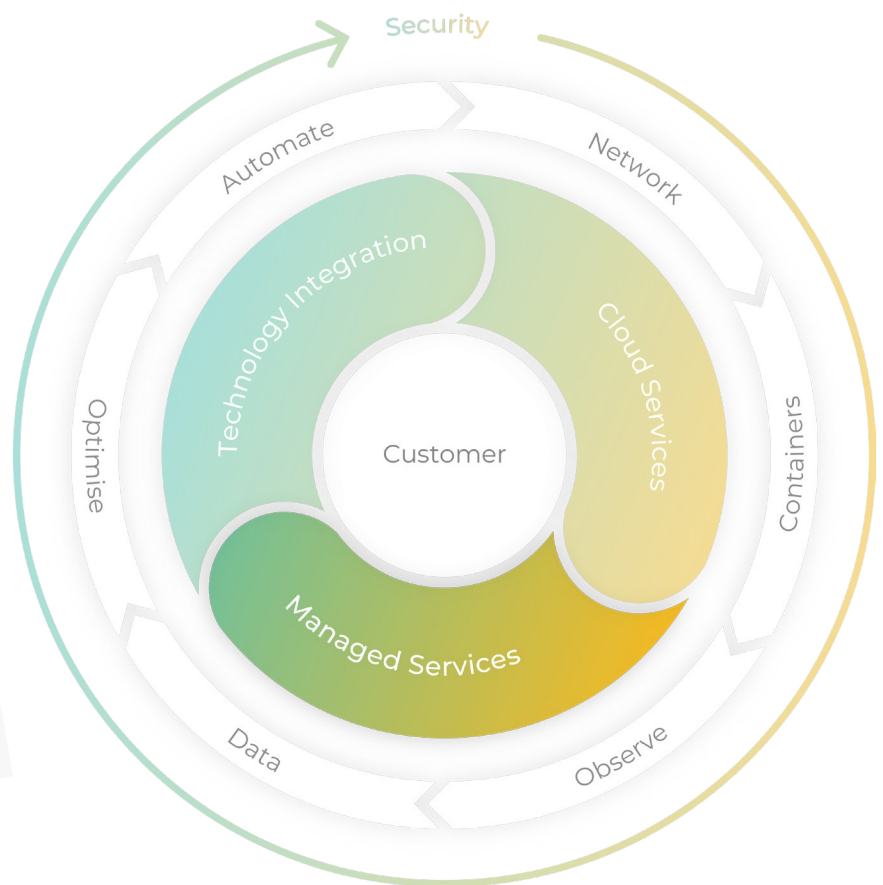 Security
Automate
Network
Technology Integration
Cloud Services
Optimise
Containers
Customer
Managed Services
Data
Observe